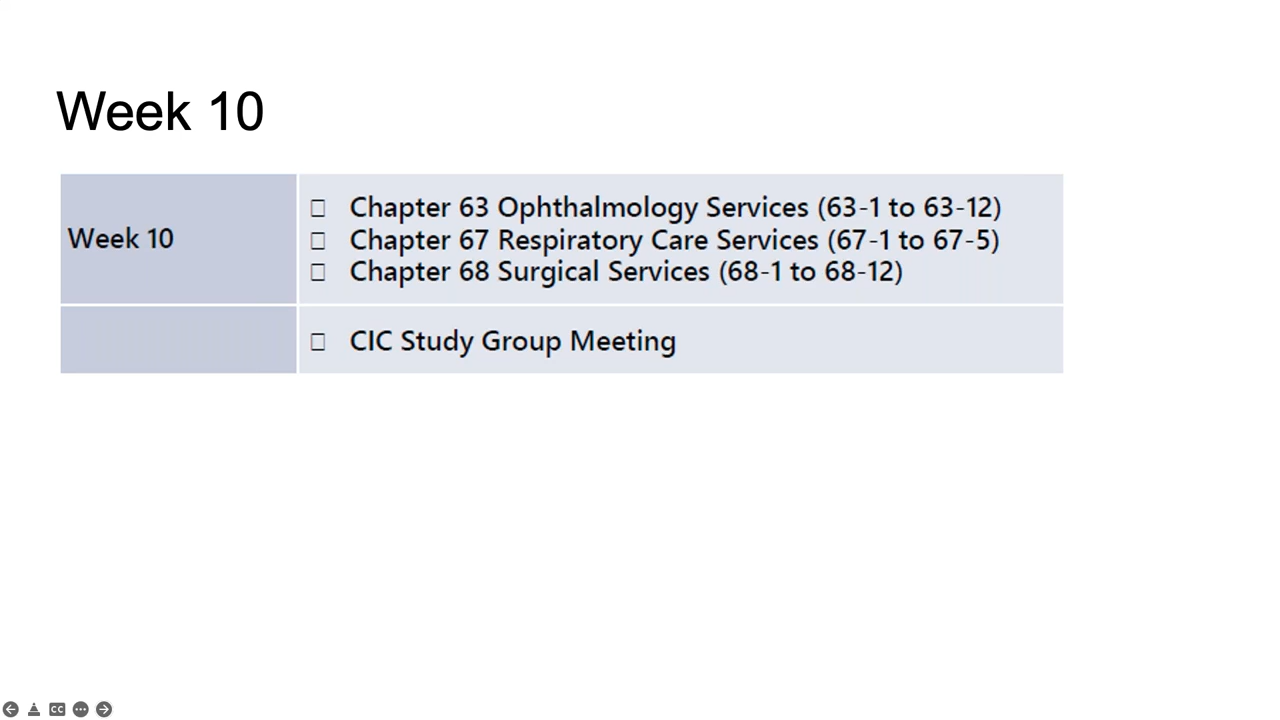 Week 10
Week 10
☐ Chapter 63 Ophthalmology Services (63-1 to 63-12)
☐ Chapter 67 Respiratory Care Services (67-1 to 67-5)
☐ Chapter 68 Surgical Services (68-1 to 68-12)
☐ CIC Study Group Meeting
CC